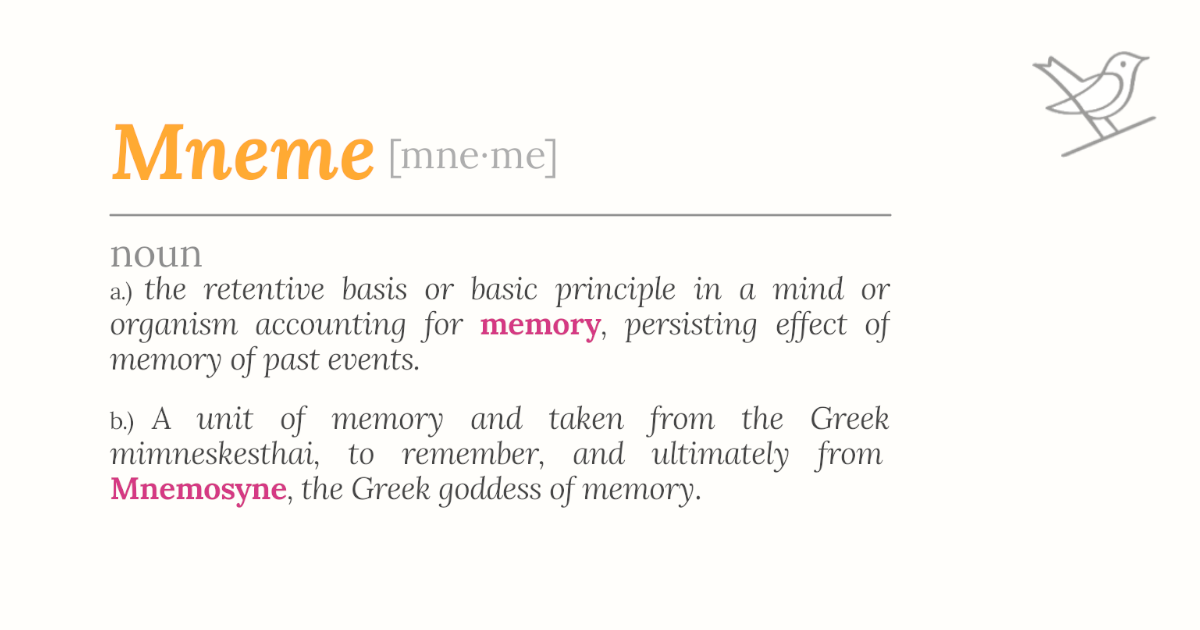 Mneme [mne·me]
noun
a.) the retentive basis or basic principle in a mind or
organism accounting for memory, persisting effect of
memory of past events.
b.) A unit of memory and taken from the Greek
mimneskesthai, to remember, and ultimately from
Mnemosyne, the Greek goddess of memory.